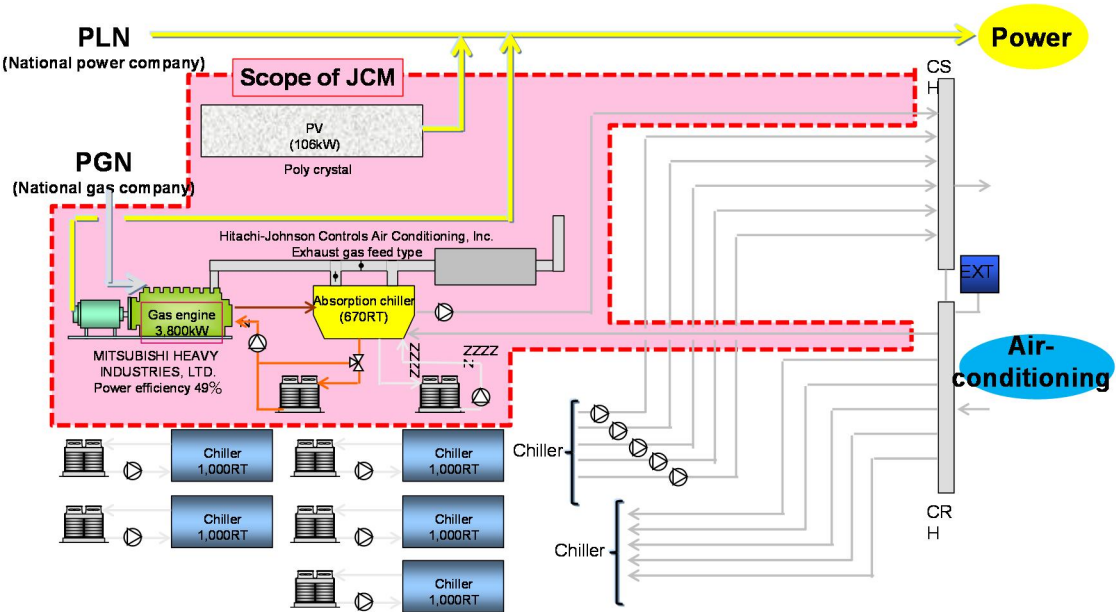 PLN
(National power company)
Power
Scope of JCM
CS
H
PV
(106kW)
Poly crystal
PGN
(National gas company)
Hitachi-Johnson Controls Air Conditioning, Inc.
Exhaust gas feed type
EXT
Absorption chiller
(670RT)
Gas engine
3,800kW
Z
MITSUBISHI HEAVY
INDUSTRIES, LTD.
Power efficiency 49%
ZZZZ
ZZZZ
Air-
conditioning
Chiller
1,000RT
Chiller
1,000RT
Chiller
Chiller
1,000RT
Chiller
1,000RT
CR
H
Chiller
Chiller
1,000RT